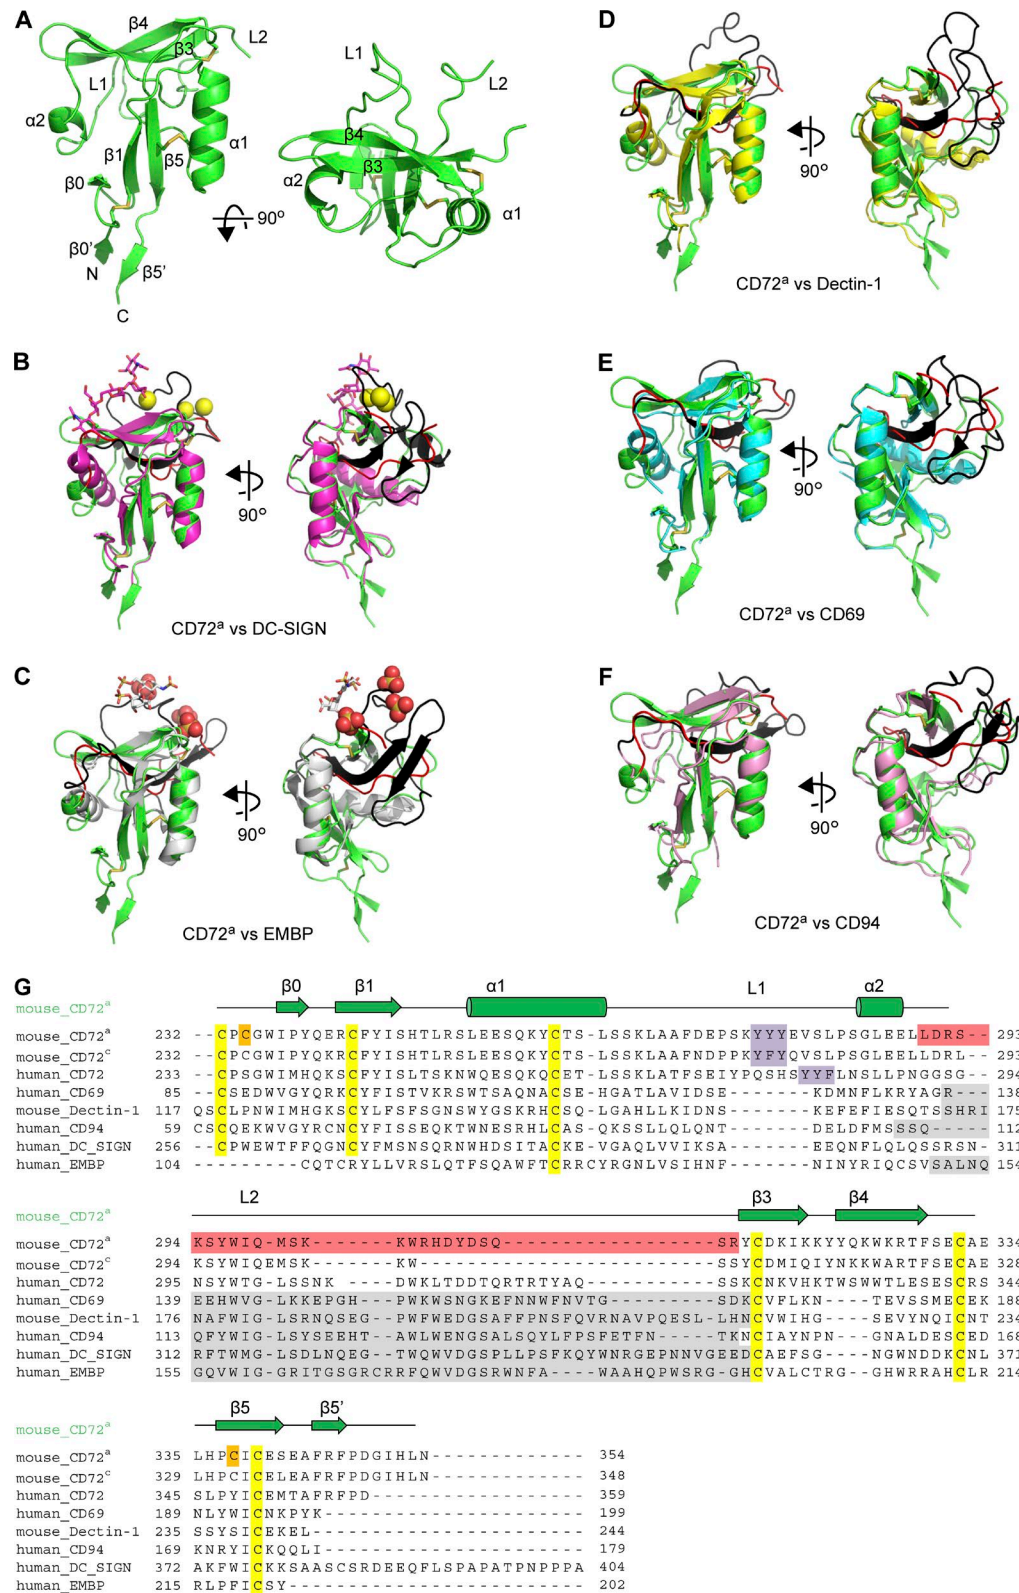 A
β4
β3
L2
L1
α2
β1
β5
α1
β0
β0'
N
β5'
C
90°
L1
L2
β4
β3
α2
α1
B
90°
CD72ᵃ vs DC-SIGN
C
90°
CD72ᵃ vs EMBP
D
90°
CD72ᵃ vs Dectin-1
E
90°
CD72ᵃ vs CD69
F
90°
CD72ᵃ vs CD94
G
β0 β1 α1 L1 α2
mouse_CD72ᵃ
mouse_CD72ᵃ 232 --CPCGWIPYQERCFYISHTLRSLEESQKYCTS-LSSKLAAFDEPSKYYYEVSLPSGLEELLDRS-- 293
mouse_CD72ᶜ 232 --CPCGWIPYQKRCFYISHTLRSLEESQKYCTS-LSSKLAAFNDPPKYFYQVSLPSGLEELLDRL-- 293
human_CD72 233 --CPSGWIMHQKSCFYISLTSKNWQESQKQCETL-SSKLATFSEIYPQSHSYYFLNSLLPNGGSG-- 294
human_CD69 85 --CSEDWVGYQRKCYFISTVKRSWTSAQNACSE-HGATLAVIDSE------KDMNFLKRYAGR---- 138
mouse_Dectin-1 117 QSCLPNWIMHGKSCYLFSFSGNSWYGSKRHCSQ-LGAHLLKIDNS------KEFEFIESQTSSHRI 175
human_CD94 59 CSCQEKWVGYRCNCYFISSEQKTWNESRHLCAS-QKSSLLQLQNT------DELDFMSSQ---- 112
human_DC_SIGN 256 --CPWEWTFFQGNCYFMSNSQRNWHDSITACKE-VGAQLVVIKSA------EEQNFLQLQSSRSN- 311
human_EMBP 104 ---------CQTCRYLLVRSLQTFSQAWFTCRRCYRGNLVSIHNF------NINYRIQCSVSALNQ 154
L2 β3 β4
mouse_CD72ᵃ
mouse_CD72ᵃ 294 KSYWIQ-MSK-------KWRHDYDSQ------------------SRYCDKIKKYYQKWKRTFSECAE 334
mouse_CD72ᶜ 294 KSYWIQEMSK-------KW-------------------------SSYCDMIQIYNKWWARTSSECAE 328
human_CD72 295 NSYWTG-LSSNK-----DWKLTDDTQRTRTYAQ-----------SSKCNKVHKTWSWWTLESESCRS 344
human_CD69 139 EEHWVG-LKKEPGH---PWKWSNGKEFNNWFNVTG---------SDKCVFLKN---TEVSSMECEK 188
mouse_Dectin-1 176 NAFWIG-LSRNQSEG--PWFWEDGSAFFPNSFQVRNAVPQESL-LHNCVWIHG---SEVYNQICNT 234
human_CD94 113 QFYWIG-LSYSEEHT--AWLWENGSALSQYLFPSFETFN-----TKNCIAYNPN---GNALDESCED 168
human_DC_SIGN 312 RFTWMG-LSDLNQEG--TWQWVDGSPLLPSFKQYWNRGEPNNVGEEDCAEFSG---NGWNDDKCNL 371
human_EMBP 155 GQVWIG-GRITGSGRCRRFQWVDGSRWNFA----WAAHQPWSRG-GHCVALCTRG--GHWRRAHCLR 214
β5 β5'
mouse_CD72ᵃ
mouse_CD72ᵃ 335 LHPCICESEAFRFPDGIHLN------------- 354
mouse_CD72ᶜ 329 LHPCICELEAFRFPDGIHLN------------- 348
human_CD72 345 SLPYICEMTAFRFPD------------------ 359
human_CD69 189 NLYWICNKPYK---------------------- 199
mouse_Dectin-1 235 SSYSICEKEL----------------------- 244
human_CD94 169 KNRYICKQQLI---------------------- 179
human_DC_SIGN 372 AKFWICKKSAASCSRDEEQFLSPAPATPNPPPA 404
human_EMBP 215 RLPFICSY------------------------- 202